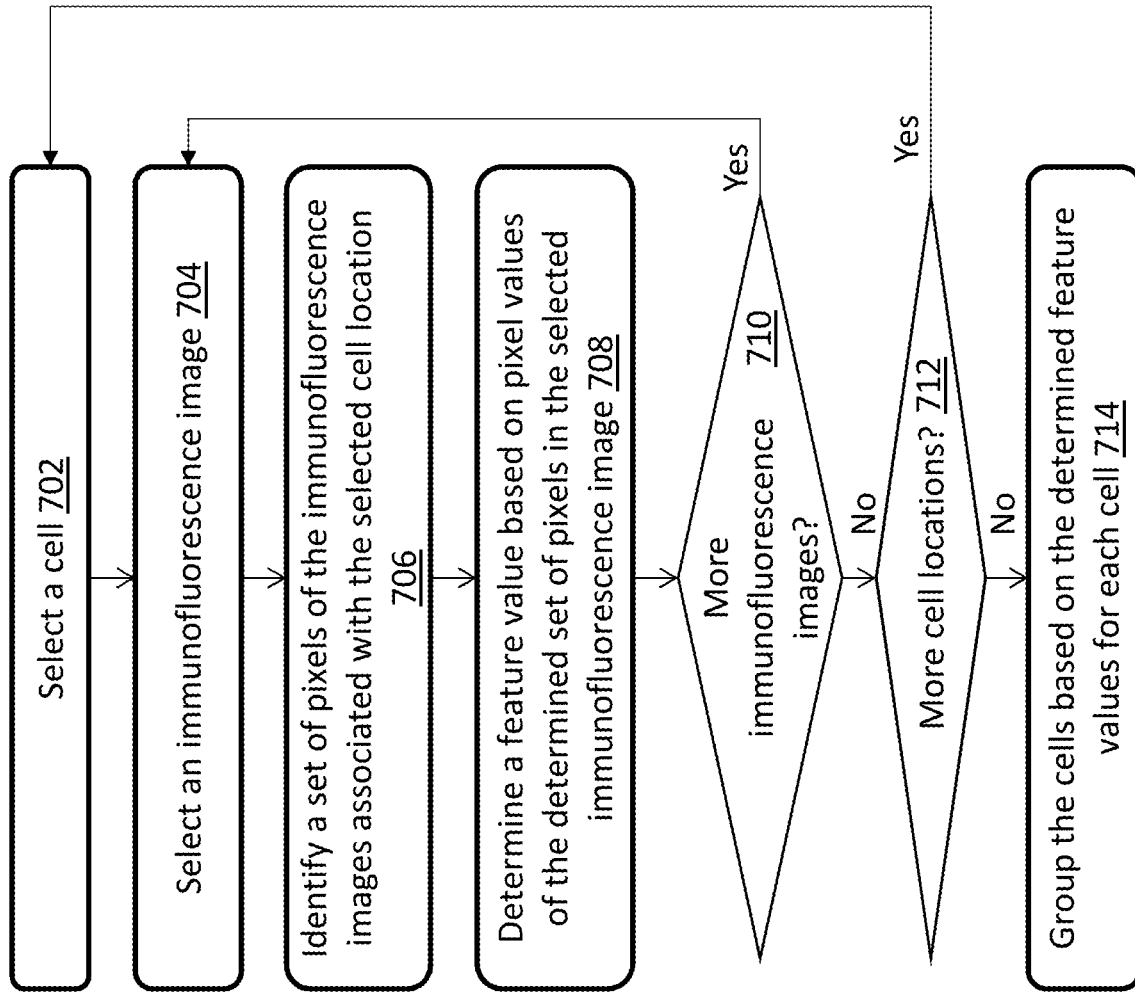 Select a cell 702
Select an immunofluorescence image 704
Identify a set of pixels of the immunofluorescence
images associated with the selected cell location
706
Determine a feature value based on pixel values
of the determined set of pixels in the selected
immunofluorescence image 708
More
710
immunofluorescence
images?
Yes
No
More cell locations? 712
Yes
No
Group the cells based on the determined feature
values for each cell 714